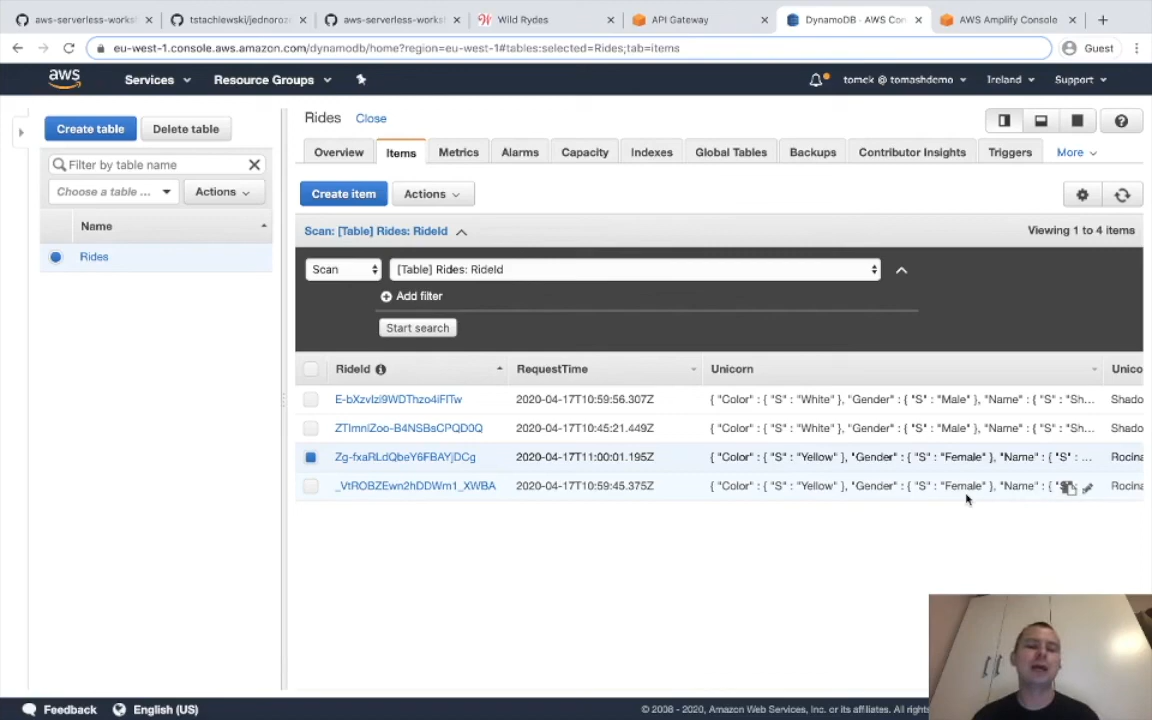 aws-serverless-worksh
tstachlewski/jednoroze
aws-serverless-worksh
Wild Rydes
API Gateway
DynamoDB - AWS Con
AWS Amplify Console
eu-west-1.console.aws.amazon.com/dynamodb/home?region=eu-west-1#tables:selected=Rides;tab=items
Guest
aws
Services
Resource Groups
tomek @ tomashdemo
Ireland
Support
Create table
Delete table
Rides
Close
Filter by table name
Overview
Items
Metrics
Alarms
Capacity
Indexes
Global Tables
Backups
Contributor Insights
Triggers
More
Choose a table ...
Actions
Create item
Actions
Name
Scan: [Table] Rides: RideId
Viewing 1 to 4 items
Rides
Scan
[Table] Rides: RideId
Add filter
Start search
RideId
RequestTime
Unicorn
Unico
2020-04-17T10:59:56.307Z
{ "Color" : { "S" : "White" }, "Gender" : { "S" : "Male" }, "Name" : { "S" : "Sh...
Shado
2020-04-17T10:45:21.449Z
{ "Color" : { "S" : "White" }, "Gender" : { "S" : "Male" }, "Name" : { "S" : "Sh...
Shado
Zg-fxaRLdQbeY6FBAYjDCg
2020-04-17T11:00:01.195Z
{ "Color" : { "S" : "Yellow" }, "Gender" : { "S" : "Female" }, "Name" : { "S" : ...
Rocina
_VtROBZEwn2hDDWm1_XWBA
2020-04-17T10:59:45.375Z
{ "Color" : { "S" : "Yellow" }, "Gender" : { "S" : "Female" }, "Name" : {
Rocina
Feedback
English (US)
© 2008 - 2020, Amazon Web Services, Inc. or its affiliates. All